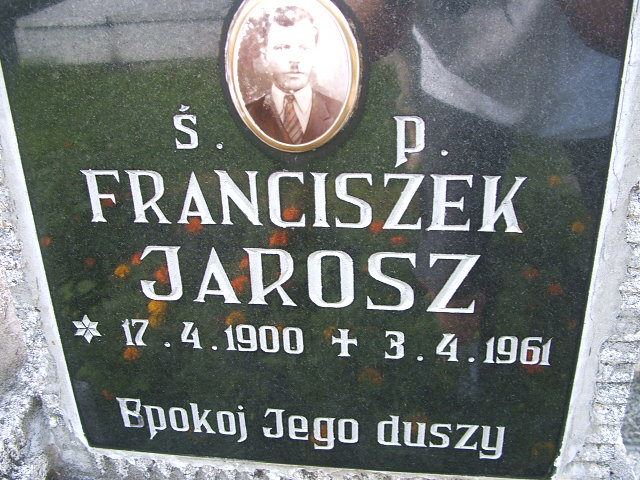 ś. p.
FRANCISZEK
JAROSZ
✡ 17.4.1900 ✝ 3.4.1961
Spokoj Jego duszy